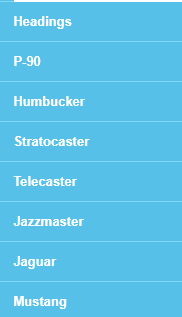 Headings
P-90
Humbucker
Stratocaster
Telecaster
Jazzmaster
Jaguar
Mustang